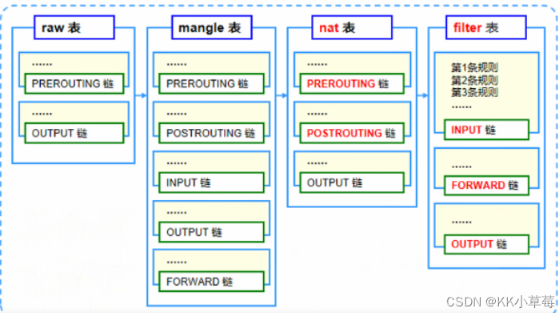 raw 表
......
PREROUTING 链
......
OUTPUT 链
mangle 表
......
PREROUTING 链
......
POSTROUTING 链
......
INPUT 链
......
OUTPUT 链
......
FORWARD 链
nat 表
......
PREROUTING 链
......
POSTROUTING 链
......
OUTPUT 链
filter 表
第1条规则
第2条规则
第3条规则
......
INPUT 链
......
FORWARD 链
......
OUTPUT 链
CSDN @KK小草莓